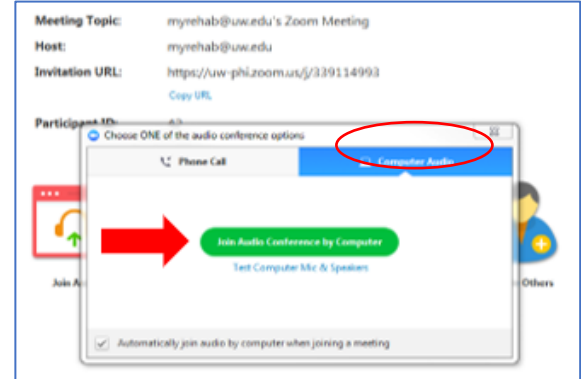 Meeting Topic: myrehab@uw.edu's Zoom Meeting
Host: myrehab@uw.edu
Invitation URL: https://uw-phi.zoom.us/j/339114993
Copy URL
Participant ID: 42
Choose ONE of the audio conference options
Phone Call Computer Audio
Join Audio Conference by Computer
Test Computer Mic & Speakers
Join A Others
Automatically join audio by computer when joining a meeting